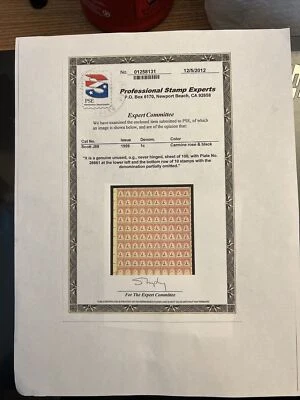 No. 01258131 12/5/2012
Professional Stamp Experts
P.O. Box 6170, Newport Beach, CA 92658
PSE
Expert Committee
We have examined the enclosed item submitted to PSE, of which
an image is shown below, and are of the opinion that:
Cat No. Issue Denom. Color
Scott J88 1959 1c Carmine rose & black
"it is a genuine unused, o.g., never hinged, sheet of 100, with Plate No.
26661 at the lower left and the bottom row of 10 stamps with the
denomination partially omitted."
For The Expert Committee